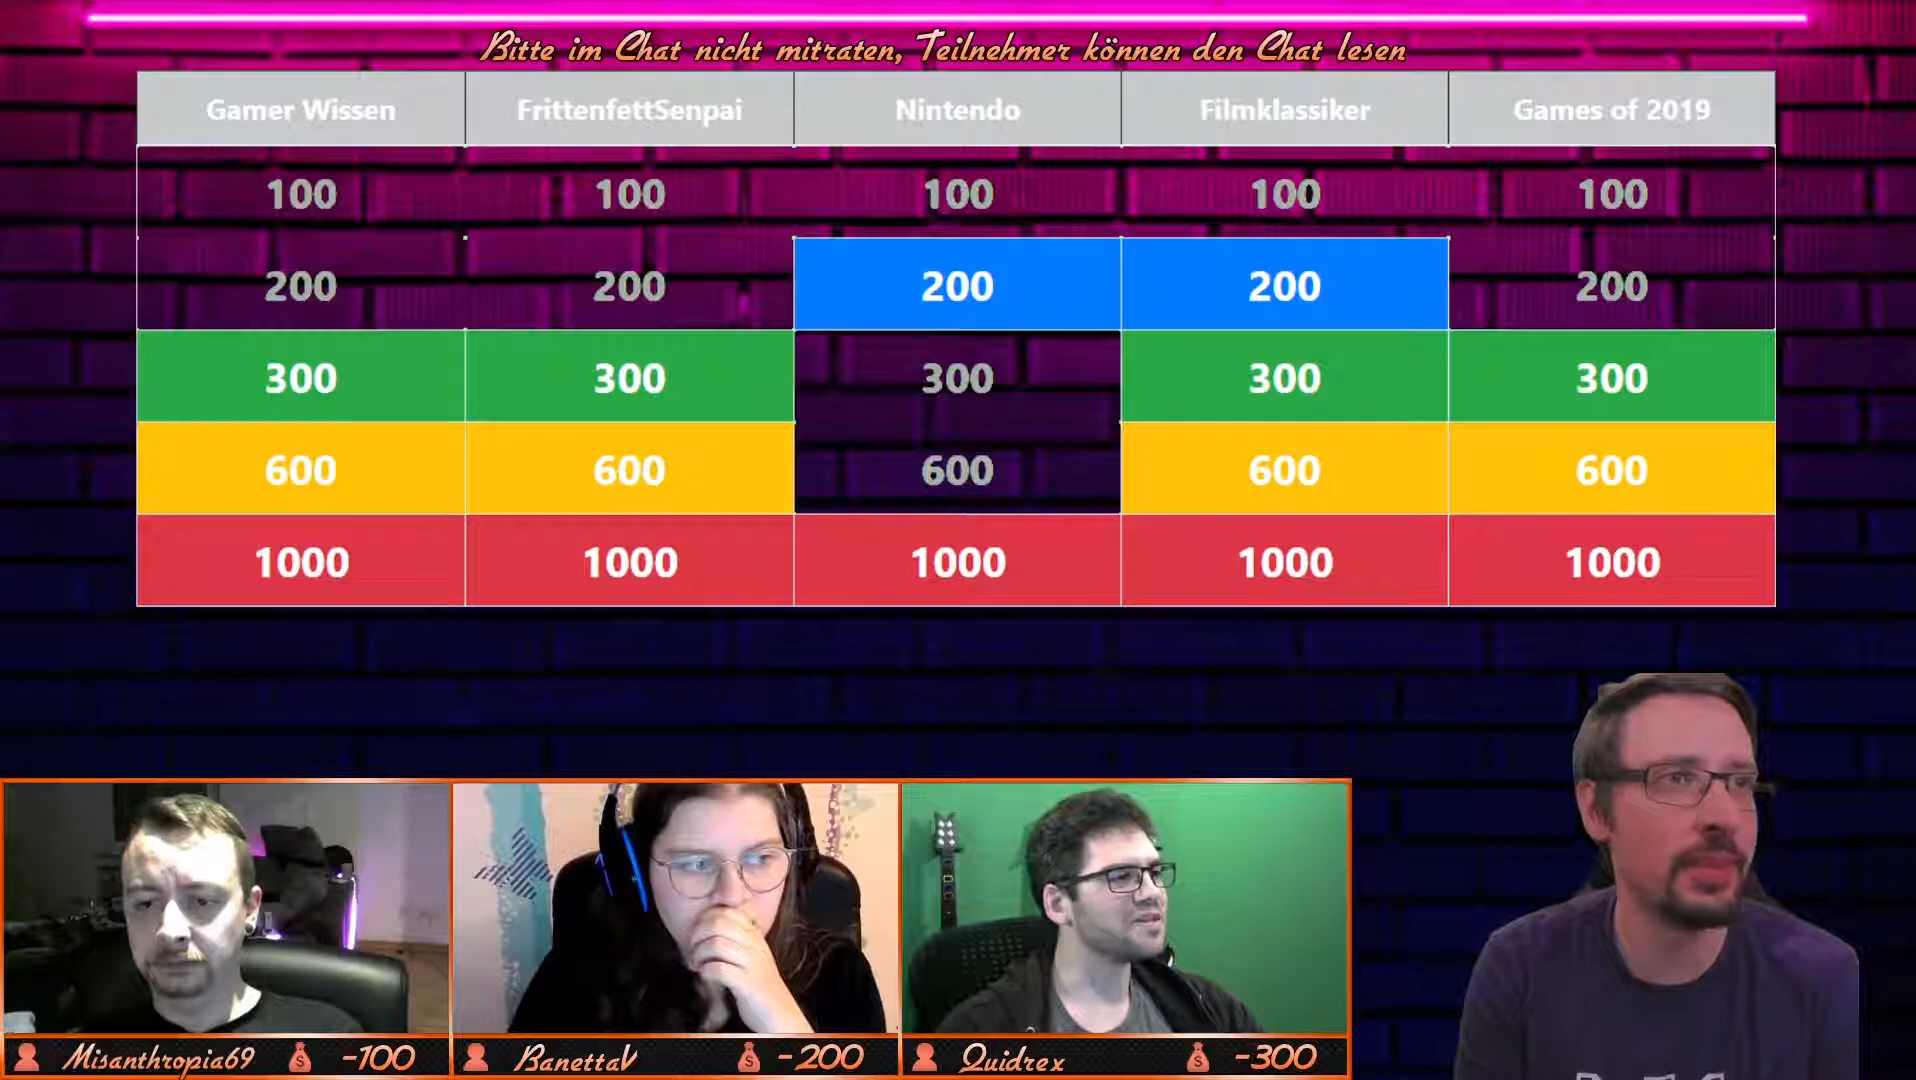 Bitte im Chat nicht mitraten, Teilnehmer können den Chat lesen
Gamer Wissen FrittenfettSenpai Nintendo Filmklassiker Games of 2019
100 100 100 100 100
200 200 200 200 200
300 300 300 300 300
600 600 600 600 600
1000 1000 1000 1000 1000
Misanthropia69 $ -100 BanettaV $ -200 Quidrex $ -300